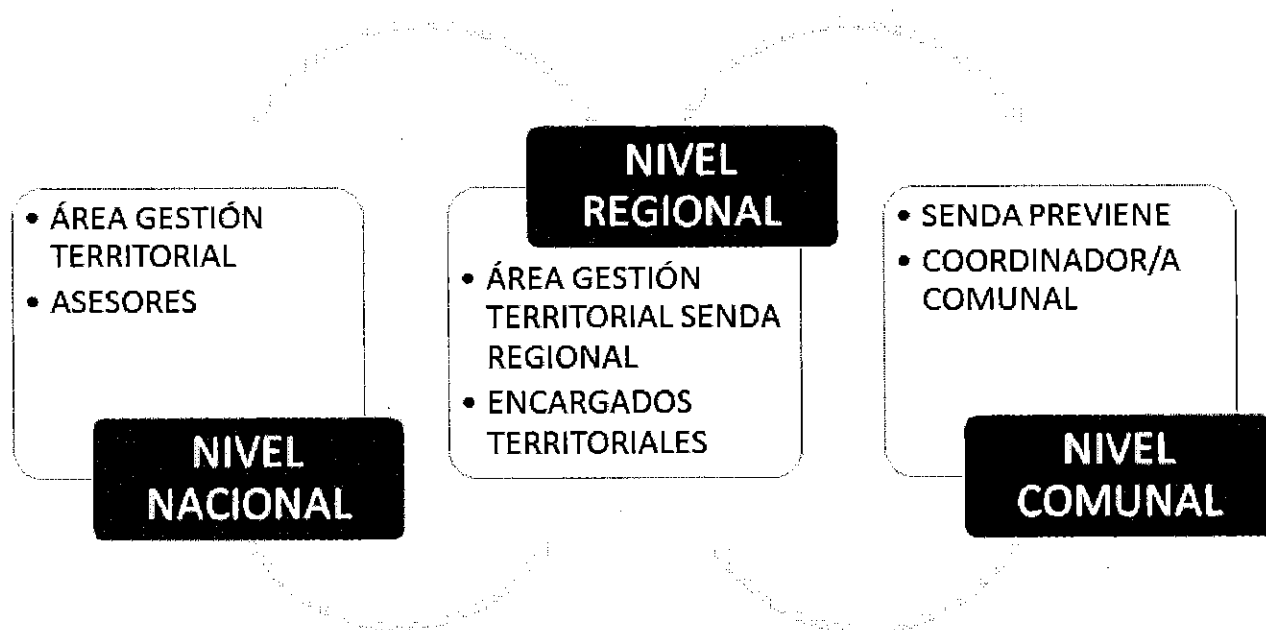 • ÁREA GESTIÓN
TERRITORIAL
• ASESORES
NIVEL
NACIONAL
NIVEL
REGIONAL
• ÁREA GESTIÓN
TERRITORIAL SENDA
REGIONAL
• ENCARGADOS
TERRITORIALES
• SENDA PREVIENE
• COORDINADOR/A
COMUNAL
NIVEL
COMUNAL